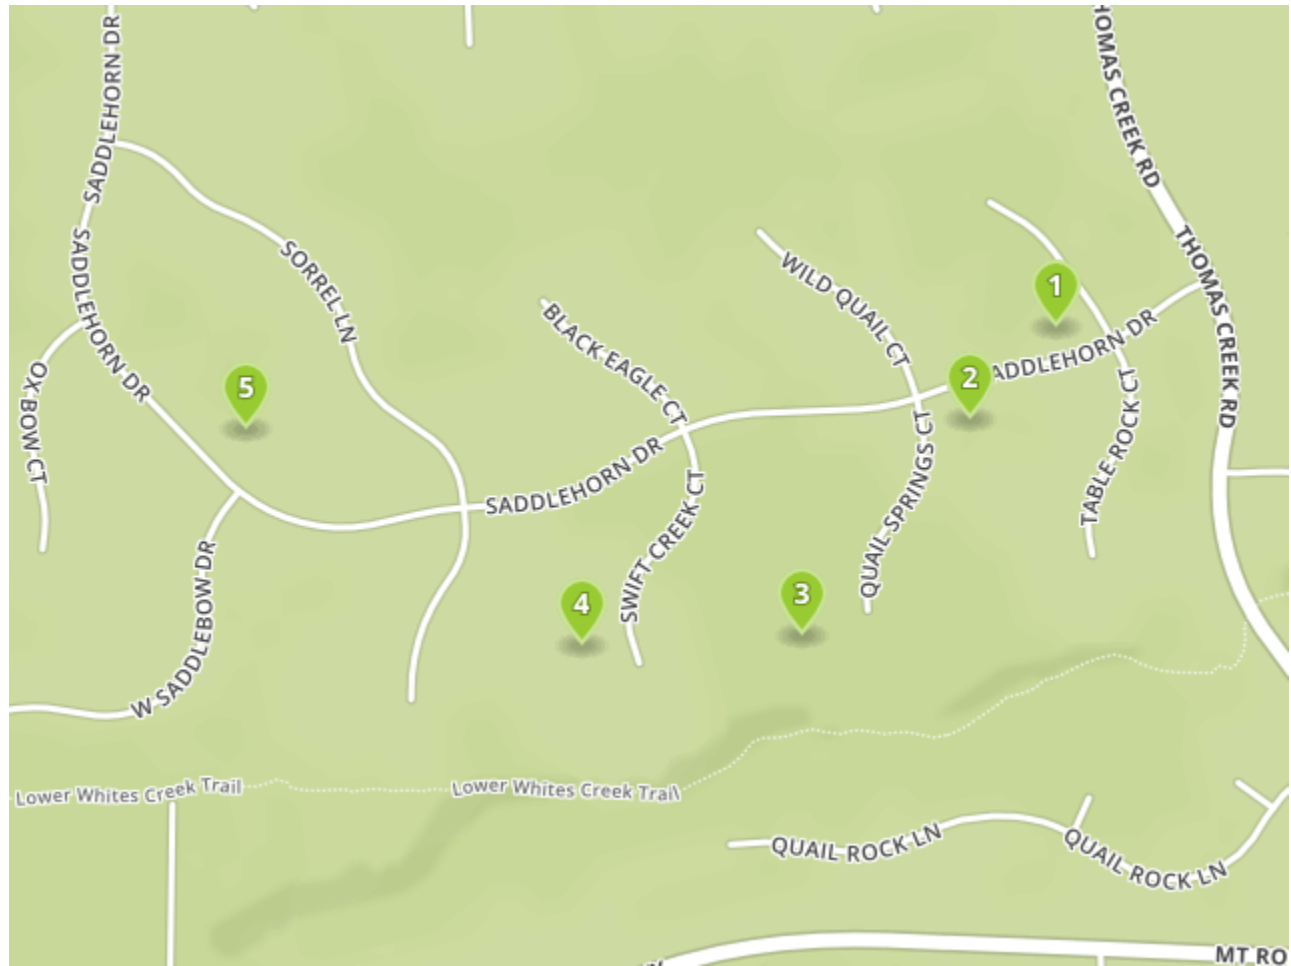 SADDLEHORN DR
HOMAS CREEK RD
SADDLEHORN DR
THOMAS CREEK RD
SORREL LN
WILD QUAIL CT
1
BLACK EAGLE CT
ADDLEHORN DR
2
5
OX BOW CT
TABLE ROCK CT
SADDLEHORN DR
QUAIL SPRINGS CT
SWIFT CREEK CT
4
3
W SADDLEBOW DR
Lower Whites Creek Trail
Lower Whites Creek Trail
QUAIL ROCK LN
QUAIL ROCK LN
MT RO